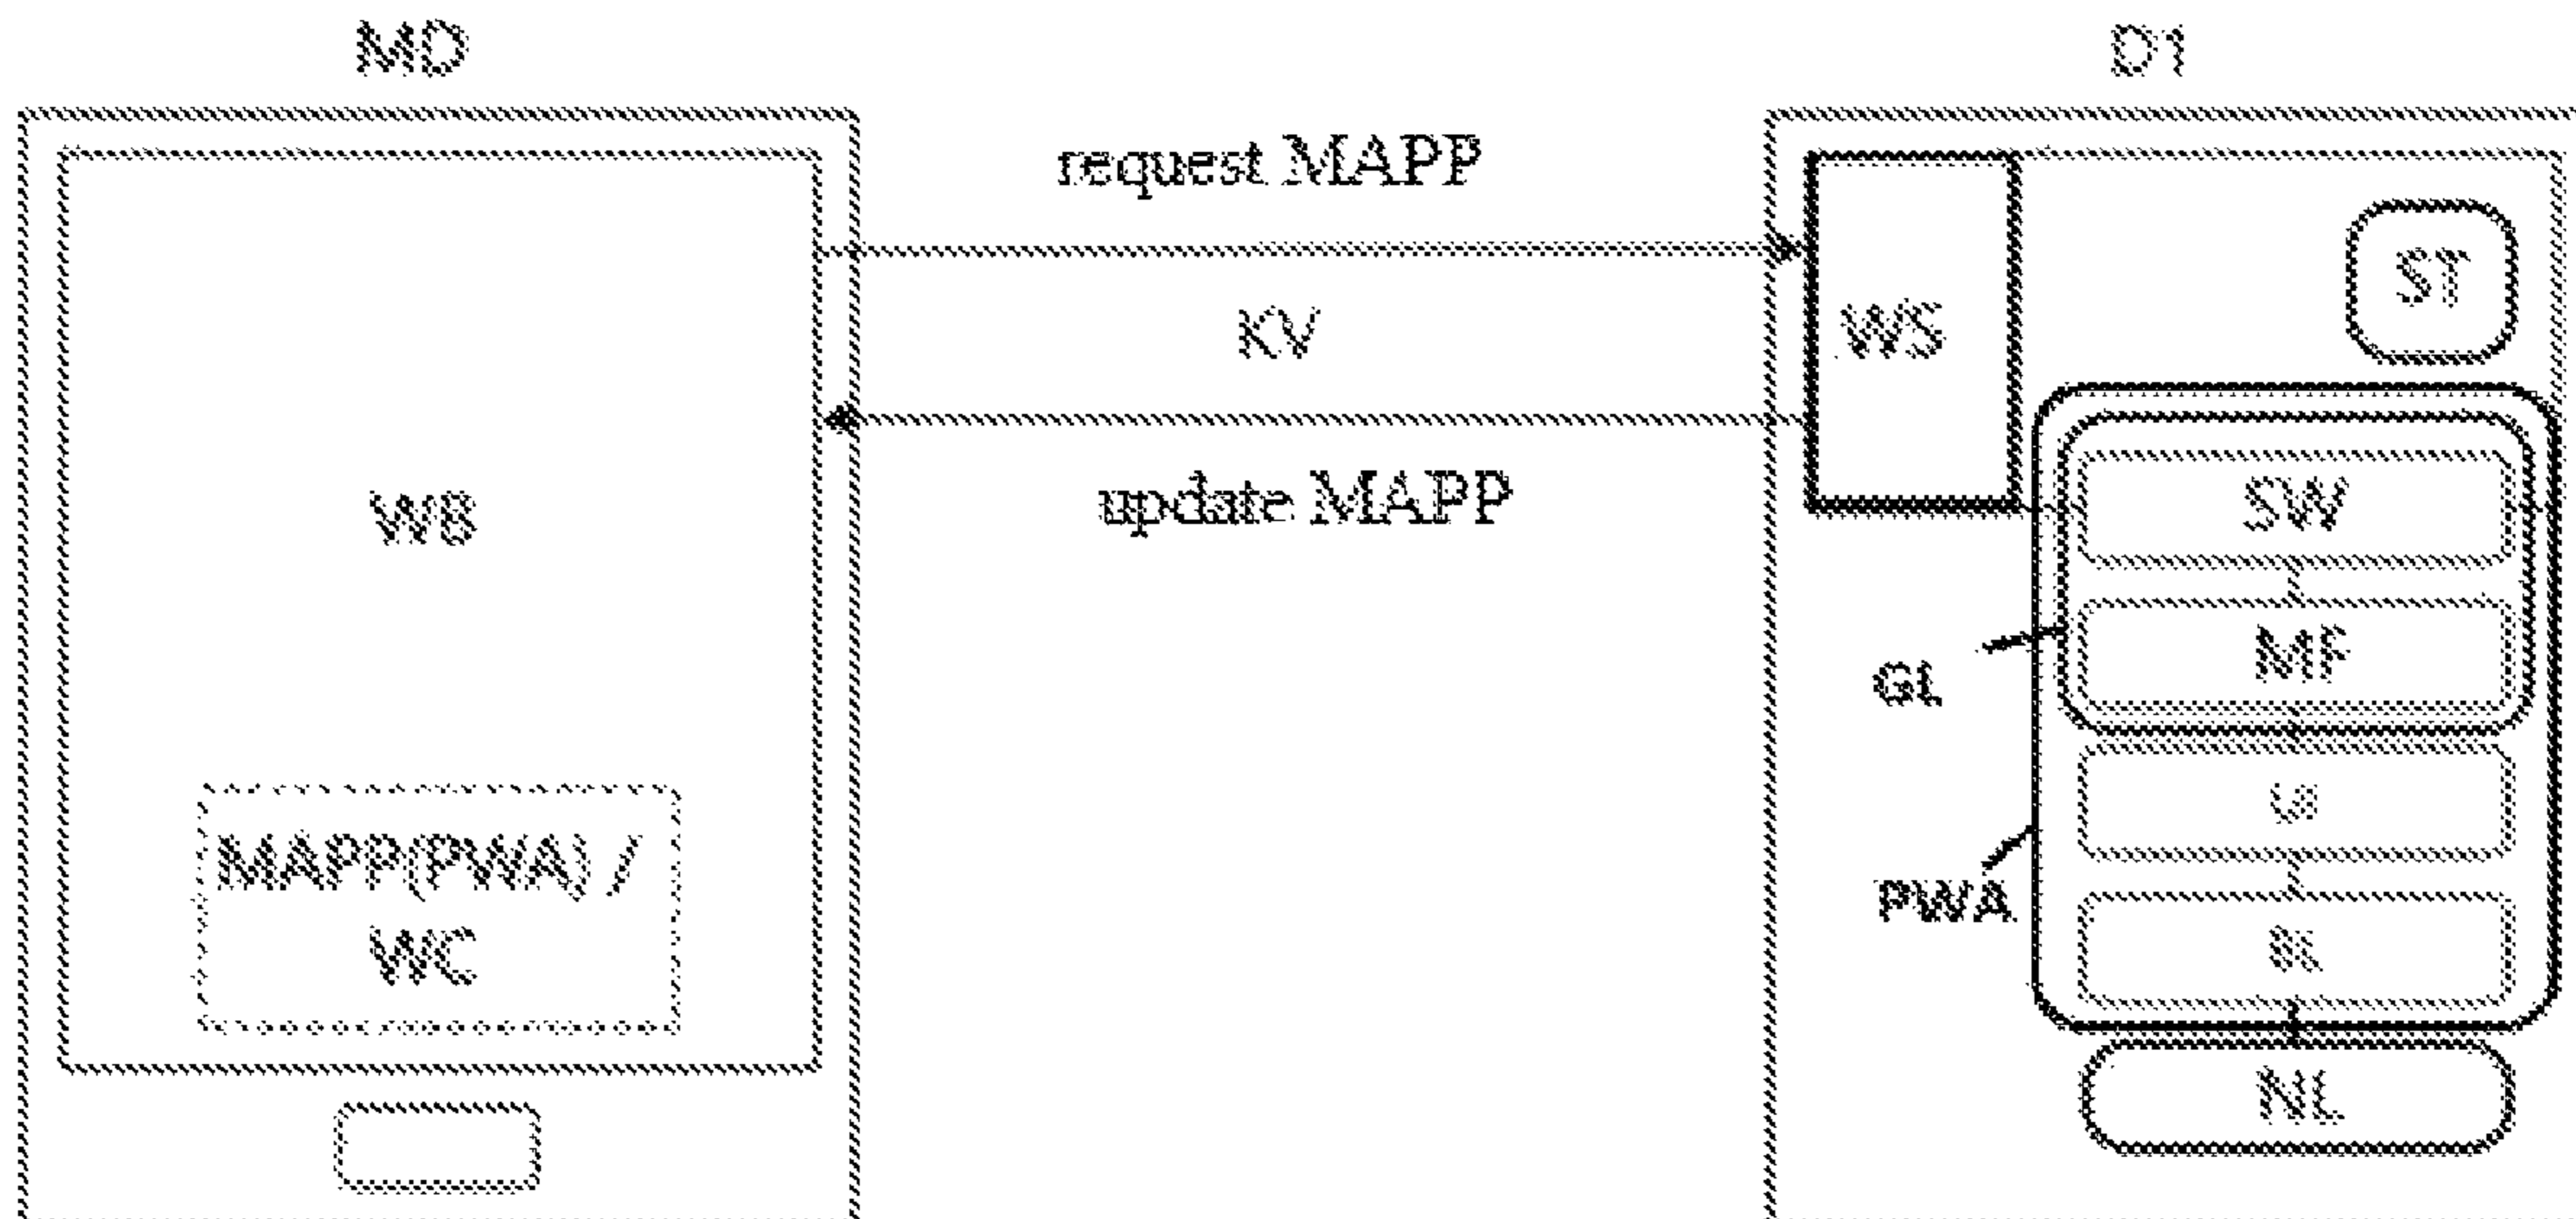 MD
D1
request MAPP
KV
update MAPP
WB
MAPP(PWA) /
WC
WS
ST
SW
MF
GL
PWA
NL